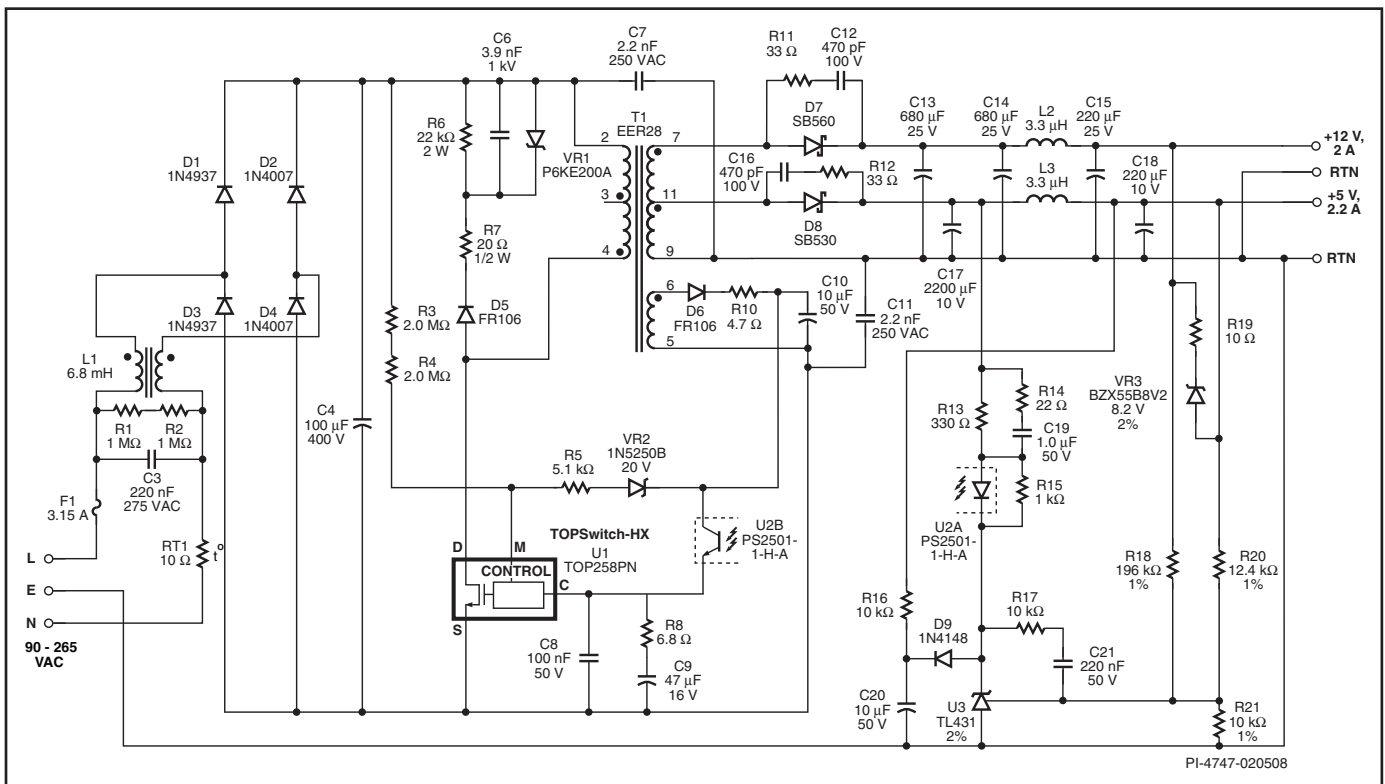 C6
3.9 nF
1 kV
C7
2.2 nF
250 VAC
R11
33 Ω
C12
470 pF
100 V
D7
SB560
C13
680 μF
25 V
C14
680 μF
25 V
L2
3.3 μH
C15
220 μF
25 V
+12 V,
2 A
RTN
+5 V,
2.2 A
RTN
R6
22 kΩ
2 W
VR1
P6KE200A
T1
EER28
2
7
3
11
4
9
6
5
C16
470 pF
100 V
R12
33 Ω
D8
SB530
L3
3.3 μH
C18
220 μF
10 V
D1
1N4937
D2
1N4007
R7
20 Ω
1/2 W
D3
1N4937
D4
1N4007
D5
FR106
R3
2.0 MΩ
R4
2.0 MΩ
D6
FR106
R10
4.7 Ω
C10
10 μF
50 V
C11
2.2 nF
250 VAC
C17
2200 μF
10 V
R19
10 Ω
VR3
BZX55B8V2
8.2 V
2%
L1
6.8 mH
R1
1 MΩ
R2
1 MΩ
C3
220 nF
275 VAC
C4
100 μF
400 V
R13
330 Ω
R14
22 Ω
C19
1.0 μF
50 V
R15
1 kΩ
U2A
PS2501-
1-H-A
R5
5.1 kΩ
VR2
1N5250B
20 V
U2B
PS2501-
1-H-A
F1
3.15 A
RT1
10 Ω
t°
L
E
N
90 - 265
VAC
TOPSwitch-HX
U1
TOP258PN
D
M
CONTROL
C
S
C8
100 nF
50 V
R8
6.8 Ω
C9
47 μF
16 V
R16
10 kΩ
D9
1N4148
R17
10 kΩ
C21
220 nF
50 V
R18
196 kΩ
1%
R20
12.4 kΩ
1%
C20
10 μF
50 V
U3
TL431
2%
R21
10 kΩ
1%
PI-4747-020508